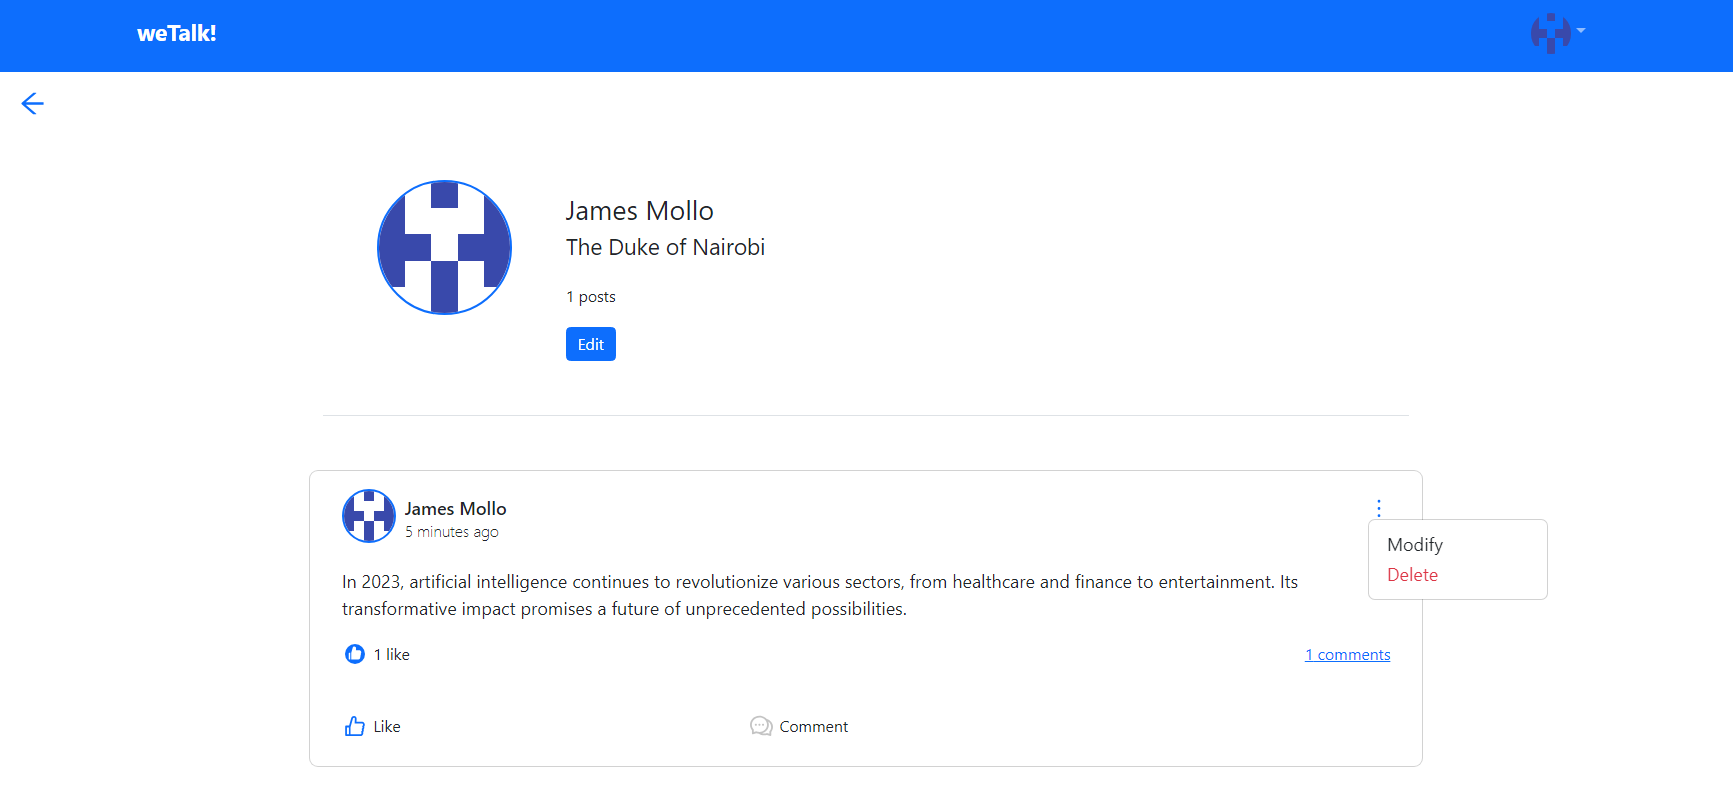 weTalk!
James Mollo
The Duke of Nairobi
1 posts
Edit
James Mollo
5 minutes ago
Modify
Delete
In 2023, artificial intelligence continues to revolutionize various sectors, from healthcare and finance to entertainment. Its
transformative impact promises a future of unprecedented possibilities.
1 like
1 comments
Like
Comment